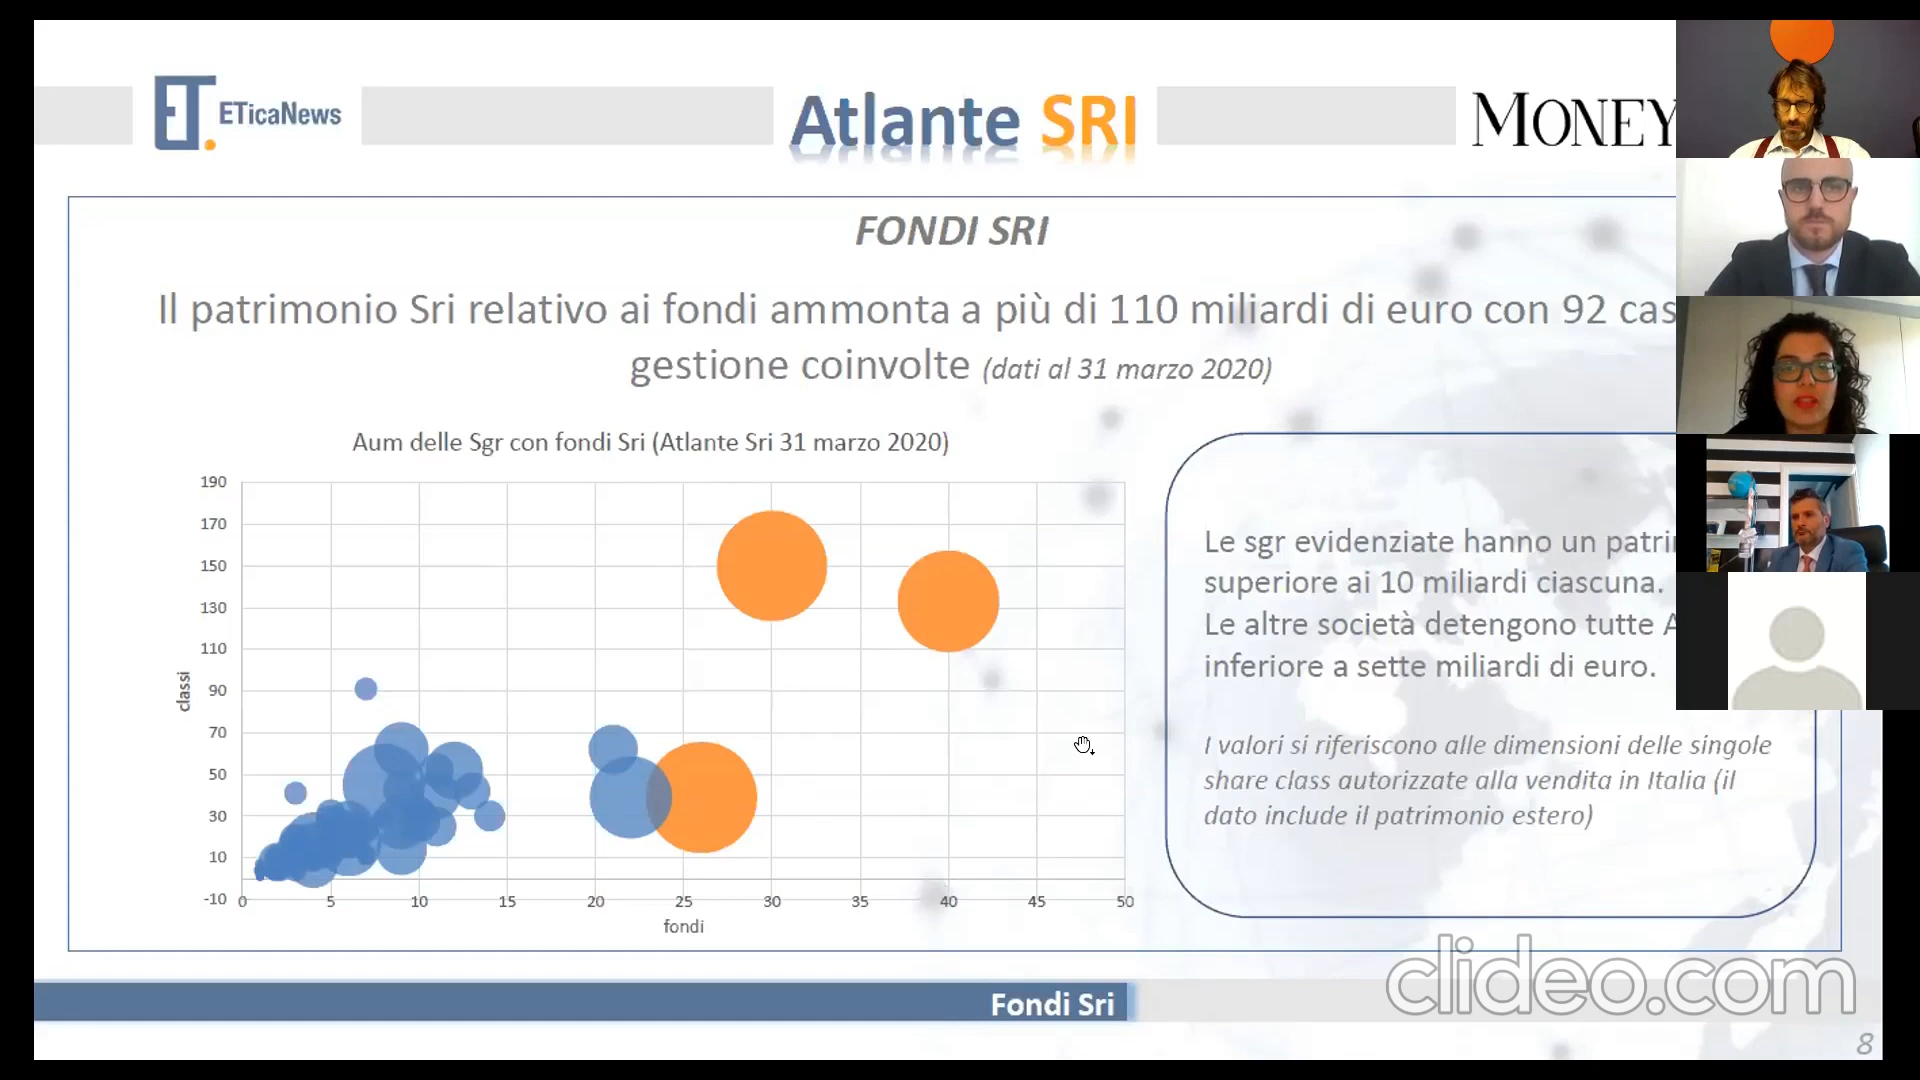 ET.
ETicaNews
Atlante SRI
MONEY
FONDI SRI
Il patrimonio Sri relativo ai fondi ammonta a più di 110 miliardi di euro con 92
gestione coinvolte (dati al 31 marzo 2020)
Aum delle Sgr con fondi Sri (Atlante Sri 31 marzo 2020)
190
170
150
130
110
90
70
50
30
10
-10
classi
0 5 10 15 20 25 30 35 40 45 50
fondi
Le sgr evidenziate hanno un
superiore ai 10 miliardi ciascuna.
Le altre società detengono tutte
inferiore a sette miliardi di euro.
I valori si riferiscono alle dimensioni delle singole
share class autorizzate alla vendita in Italia (il
dato include il patrimonio estero)
Fondi Sri
clideo.com
8